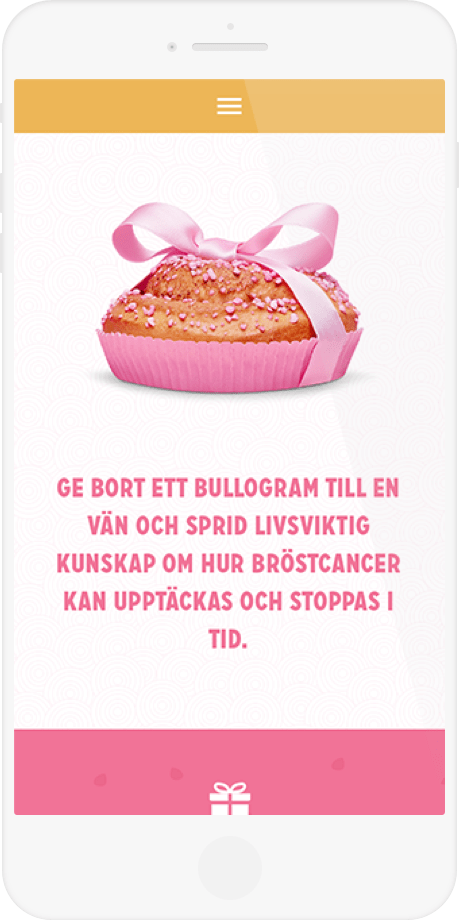 GE BORT ETT BULLOGRAM TILL EN
VÄN OCH SPRID LIVSVIKTIG
KUNSKAP OM HUR BRÖSTCANCER
KAN UPPTÄCKAS OCH STOPPAS I
TID.